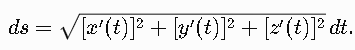 ds = √([x′(t)]² + [y′(t)]² + [z′(t)]²) dt.